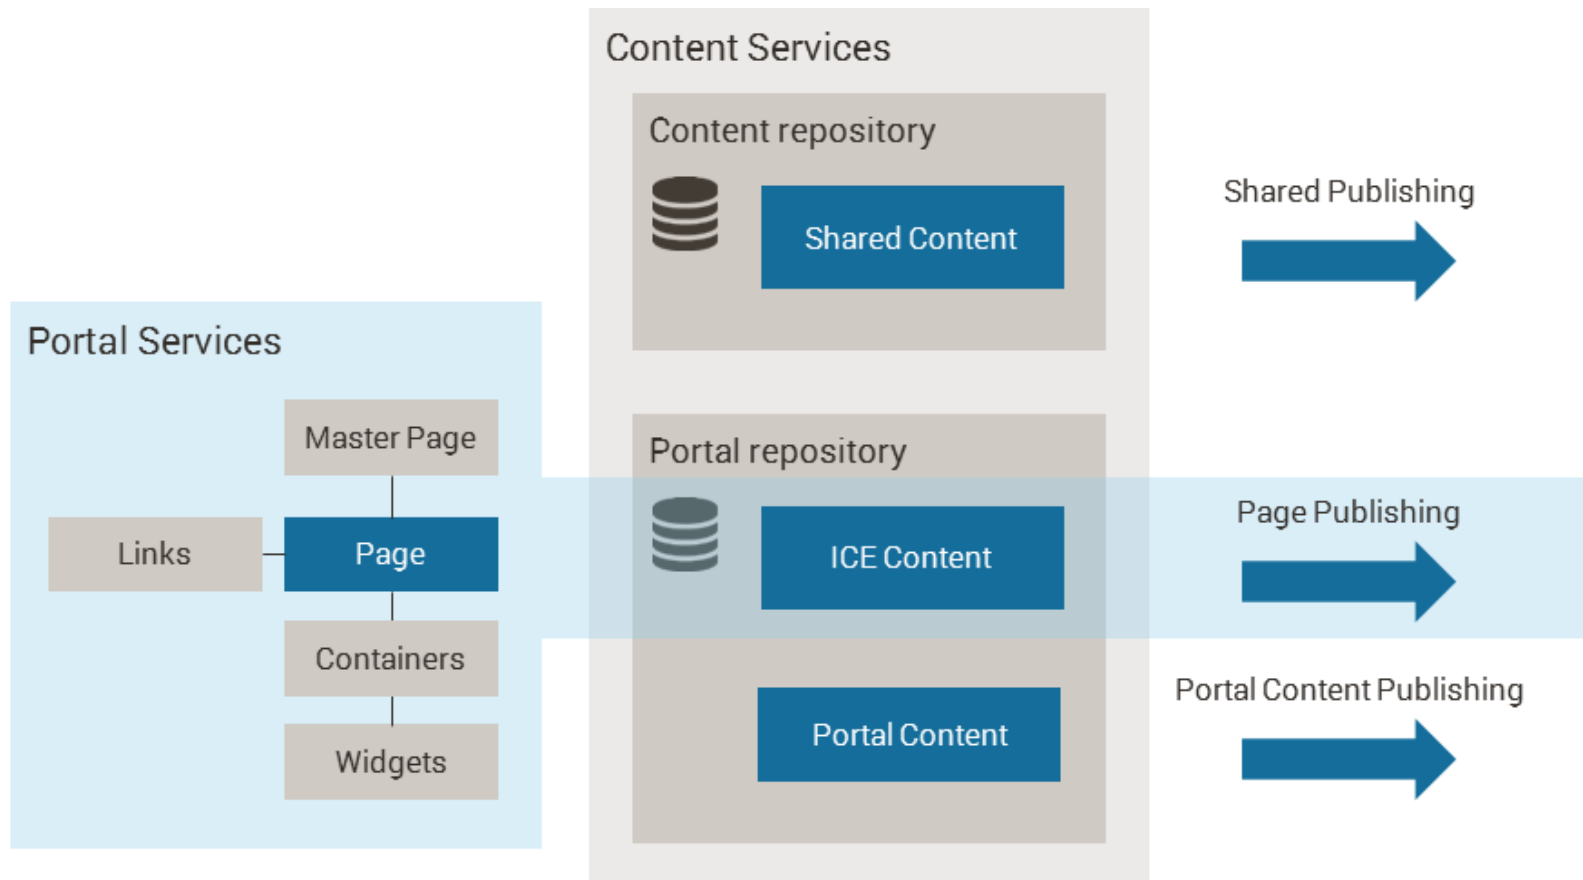 Content Services
Content repository
Shared Content
Shared Publishing
Portal Services
Master Page
Links
Page
Containers
Widgets
Portal repository
ICE Content
Page Publishing
Portal Content
Portal Content Publishing